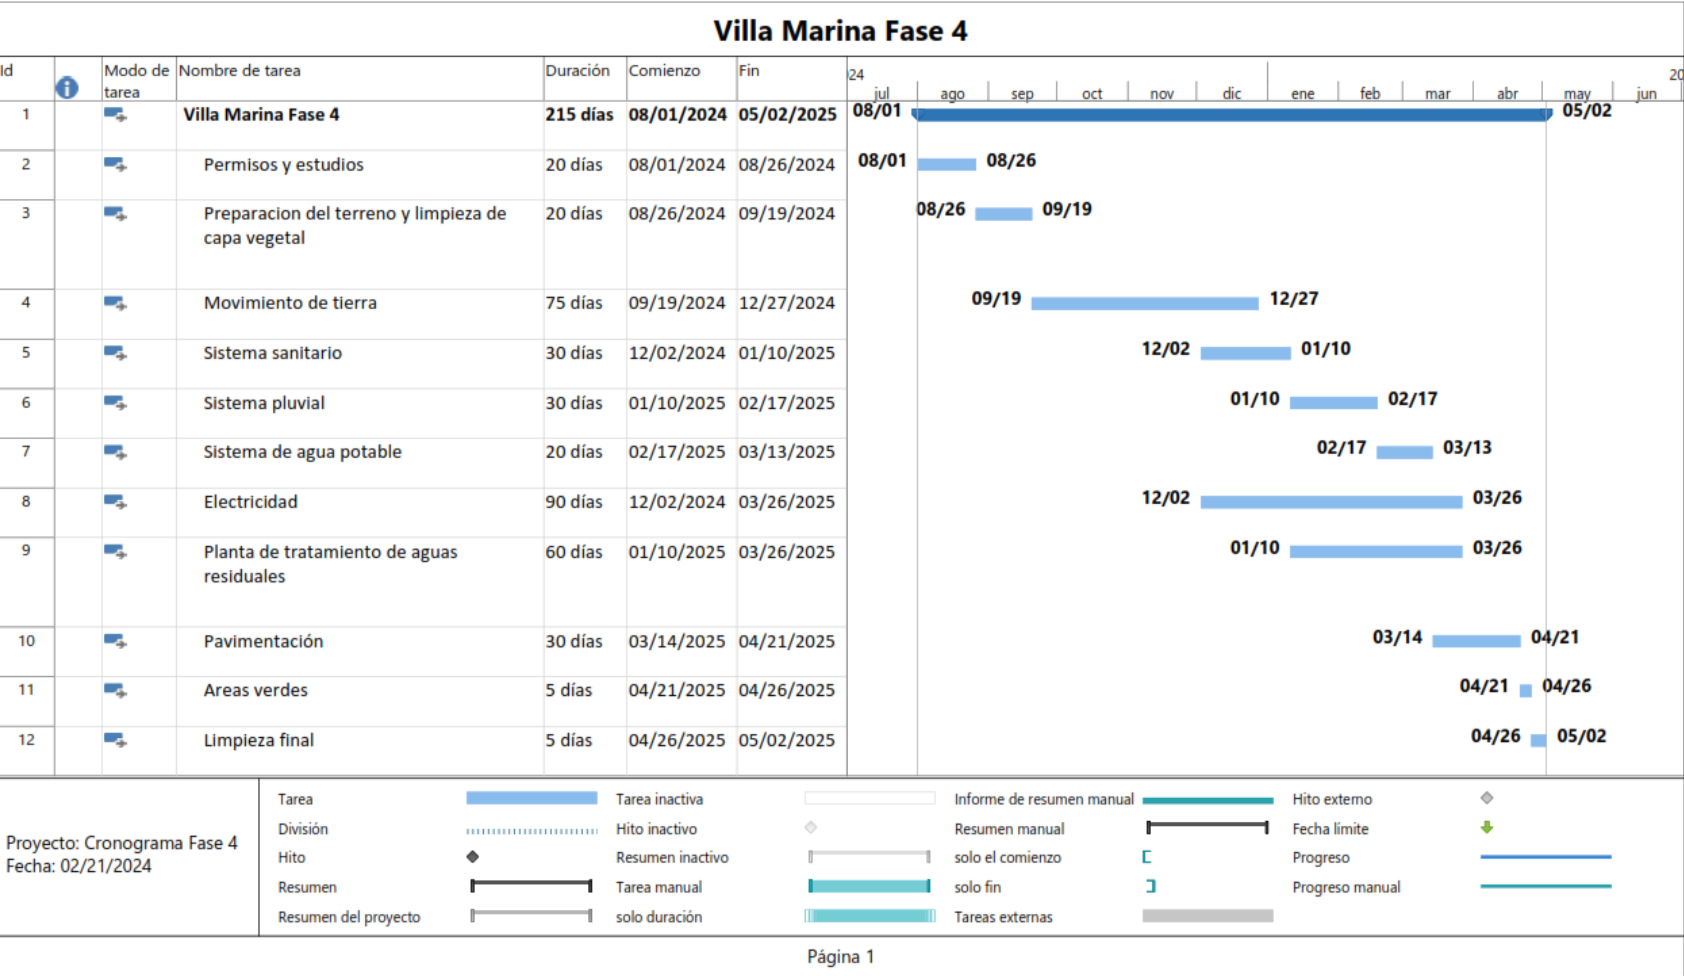 Villa Marina Fase 4
Id Modo de tarea Nombre de tarea Duración Comienzo Fin
24 20
jul ago sep oct nov dic ene feb mar abr may jun
1 Villa Marina Fase 4 215 días 08/01/2024 05/02/2025 08/01 05/02
2 Permisos y estudios 20 días 08/01/2024 08/26/2024 08/01 08/26
3 Preparacion del terreno y limpieza de 20 días 08/26/2024 09/19/2024 08/26 09/19
capa vegetal
4 Movimiento de tierra 75 días 09/19/2024 12/27/2024 09/19 12/27
5 Sistema sanitario 30 días 12/02/2024 01/10/2025 12/02 01/10
6 Sistema pluvial 30 días 01/10/2025 02/17/2025 01/10 02/17
7 Sistema de agua potable 20 días 02/17/2025 03/13/2025 02/17 03/13
8 Electricidad 90 días 12/02/2024 03/26/2025 12/02 03/26
9 Planta de tratamiento de aguas 60 días 01/10/2025 03/26/2025 01/10 03/26
residuales
10 Pavimentación 30 días 03/14/2025 04/21/2025 03/14 04/21
11 Areas verdes 5 días 04/21/2025 04/26/2025 04/21 04/26
12 Limpieza final 5 días 04/26/2025 05/02/2025 04/26 05/02
Proyecto: Cronograma Fase 4
Fecha: 02/21/2024
Tarea Tarea inactiva Informe de resumen manual Hito externo
División Hito inactivo Resumen manual Fecha límite
Hito Resumen inactivo solo el comienzo Progreso
Resumen Tarea manual solo fin Progreso manual
Resumen del proyecto solo duración Tareas externas
Página 1